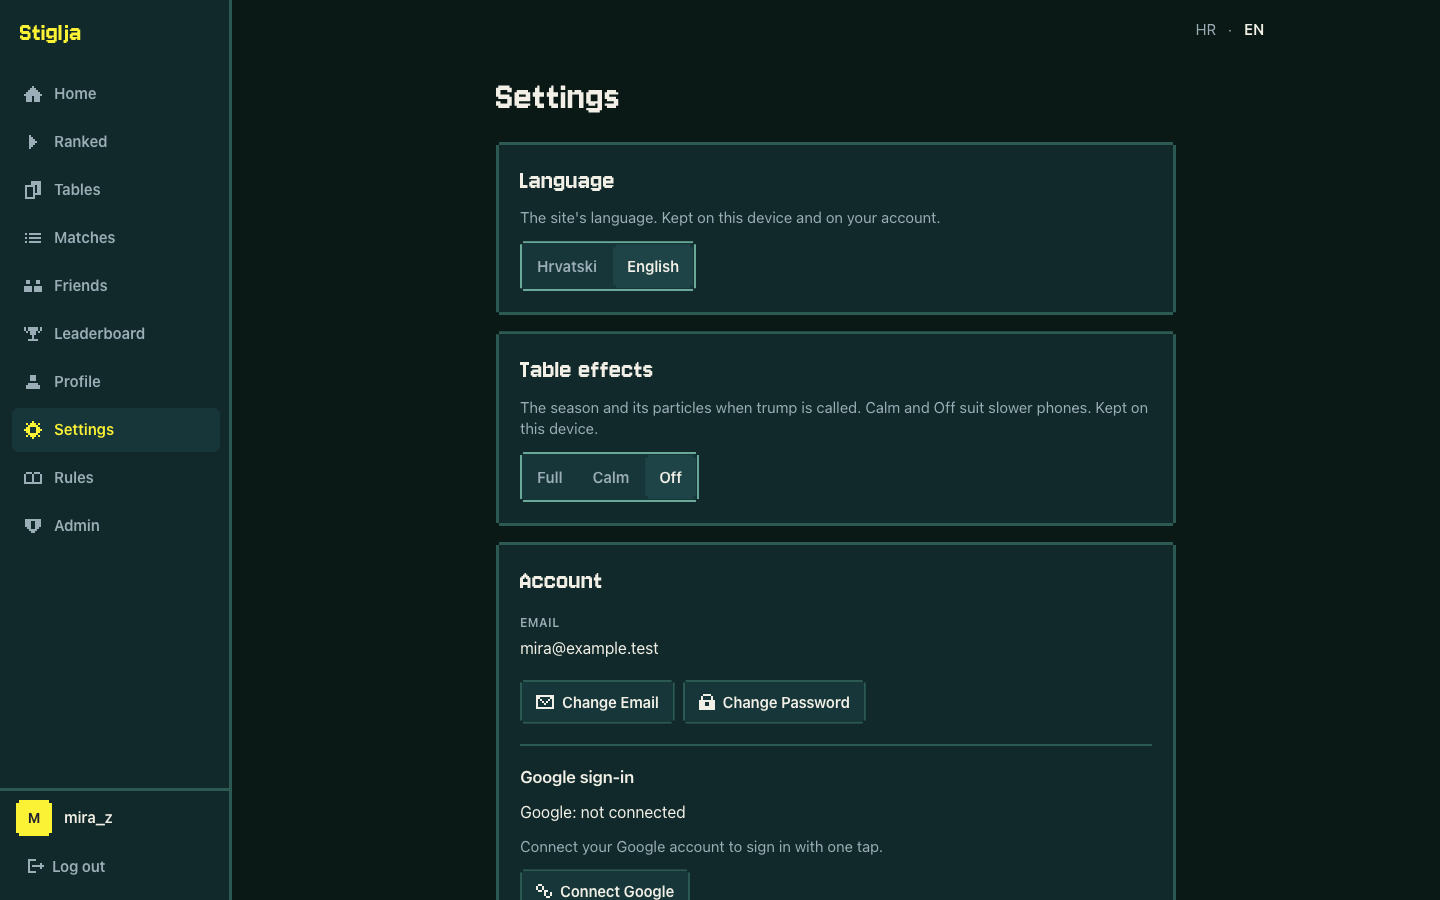 Stiglja
Home
Ranked
Tables
Matches
Friends
Leaderboard
Profile
Settings
Rules
Admin
M
mira_z
Log out
HR · EN
Settings
Language
The site's language. Kept on this device and on your account.
Hrvatski English
Table effects
The season and its particles when trump is called. Calm and Off suit slower phones. Kept on
this device.
Full Calm Off
Account
EMAIL
mira@example.test
Change Email Change Password
Google sign-in
Google: not connected
Connect your Google account to sign in with one tap.
Connect Google